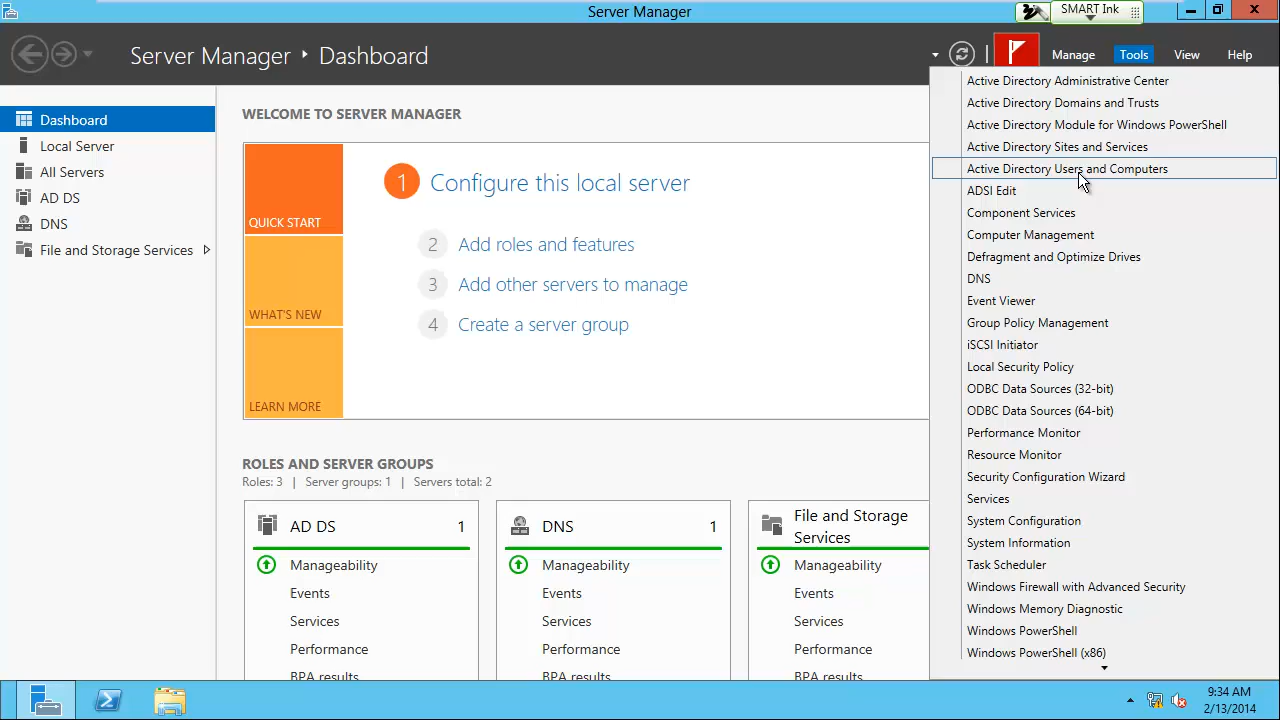 Server Manager
SMART Ink
Server Manager ‣ Dashboard
Manage
Tools
View
Help
Dashboard
Local Server
All Servers
AD DS
DNS
File and Storage Services
WELCOME TO SERVER MANAGER
QUICK START
WHAT'S NEW
LEARN MORE
1 Configure this local server
2 Add roles and features
3 Add other servers to manage
4 Create a server group
ROLES AND SERVER GROUPS
Roles: 3 | Server groups: 1 | Servers total: 2
AD DS 1
Manageability
Events
Services
Performance
BPA results
DNS 1
Manageability
Events
Services
Performance
BPA results
File and Storage
Services
Manageability
Events
Services
Performance
BPA results
Active Directory Administrative Center
Active Directory Domains and Trusts
Active Directory Module for Windows PowerShell
Active Directory Sites and Services
Active Directory Users and Computers
ADSI Edit
Component Services
Computer Management
Defragment and Optimize Drives
DNS
Event Viewer
Group Policy Management
iSCSI Initiator
Local Security Policy
ODBC Data Sources (32-bit)
ODBC Data Sources (64-bit)
Performance Monitor
Resource Monitor
Security Configuration Wizard
Services
System Configuration
System Information
Task Scheduler
Windows Firewall with Advanced Security
Windows Memory Diagnostic
Windows PowerShell
Windows PowerShell (x86)
9:34 AM
2/13/2014